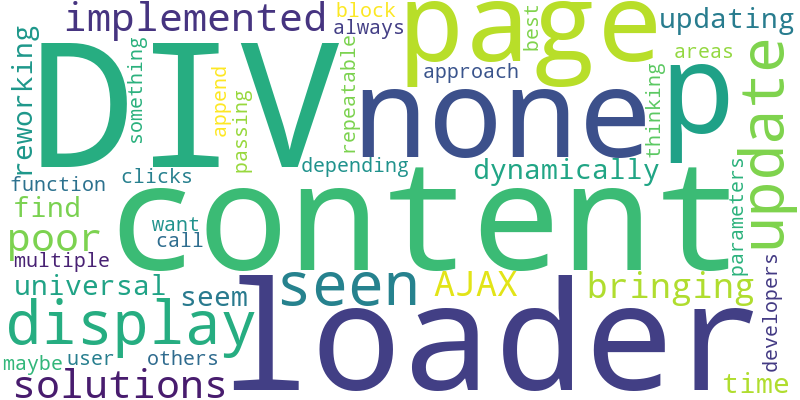 implemented
block
always
page
best
updating
areas
DIV
reworking
something
append
passing
repeatable
approach
none
thinking
p
update
function
clicks
depending
dynamically
content
parameters
find
want
call
poor
multiple
universal
seem
seen
AJAX
bringing
developers
display
loader
maybe
user
others
solutions
time